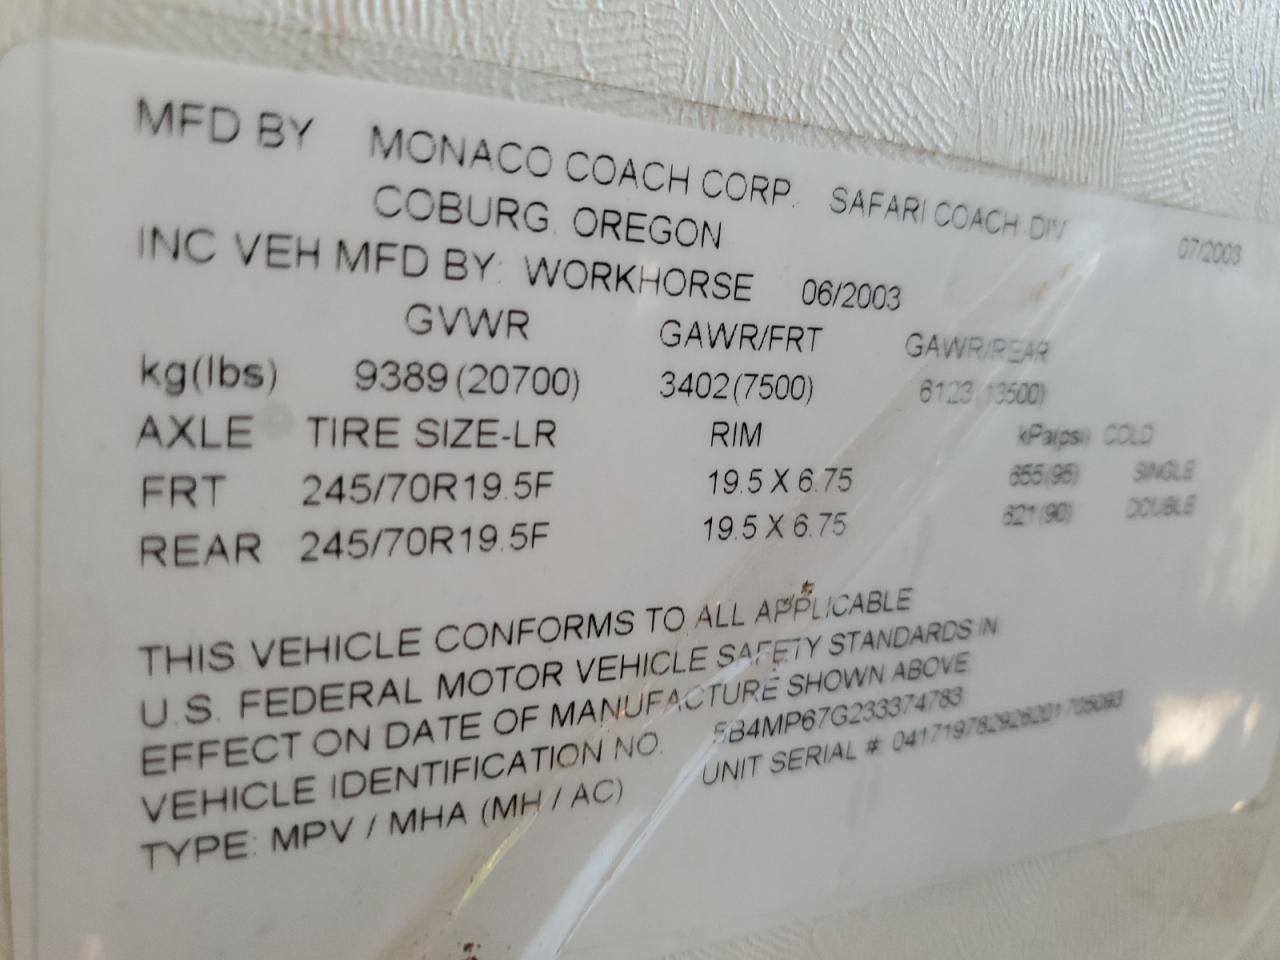 MFD BY MONACO COACH CORP. SAFARI COACH DIV 07/2003
COBURG, OREGON
INC VEH MFD BY: WORKHORSE 06/2003
GVWR GAWR/FRT GAWR/REAR
kg(lbs) 9389(20700) 3402(7500) 6123(13500)
AXLE TIRE SIZE-LR RIM kPa(psi) COLD
FRT 245/70R19.5F 19.5 X 6.75 655(95) SINGLE
REAR 245/70R19.5F 19.5 X 6.75 621(90) DOUBLE
THIS VEHICLE CONFORMS TO ALL APPLICABLE
U.S. FEDERAL MOTOR VEHICLE SAFETY STANDARDS IN
EFFECT ON DATE OF MANUFACTURE SHOWN ABOVE
VEHICLE IDENTIFICATION NO. 5B4MP67G233374783
TYPE: MPV / MHA (MH / AC) UNIT SERIAL #